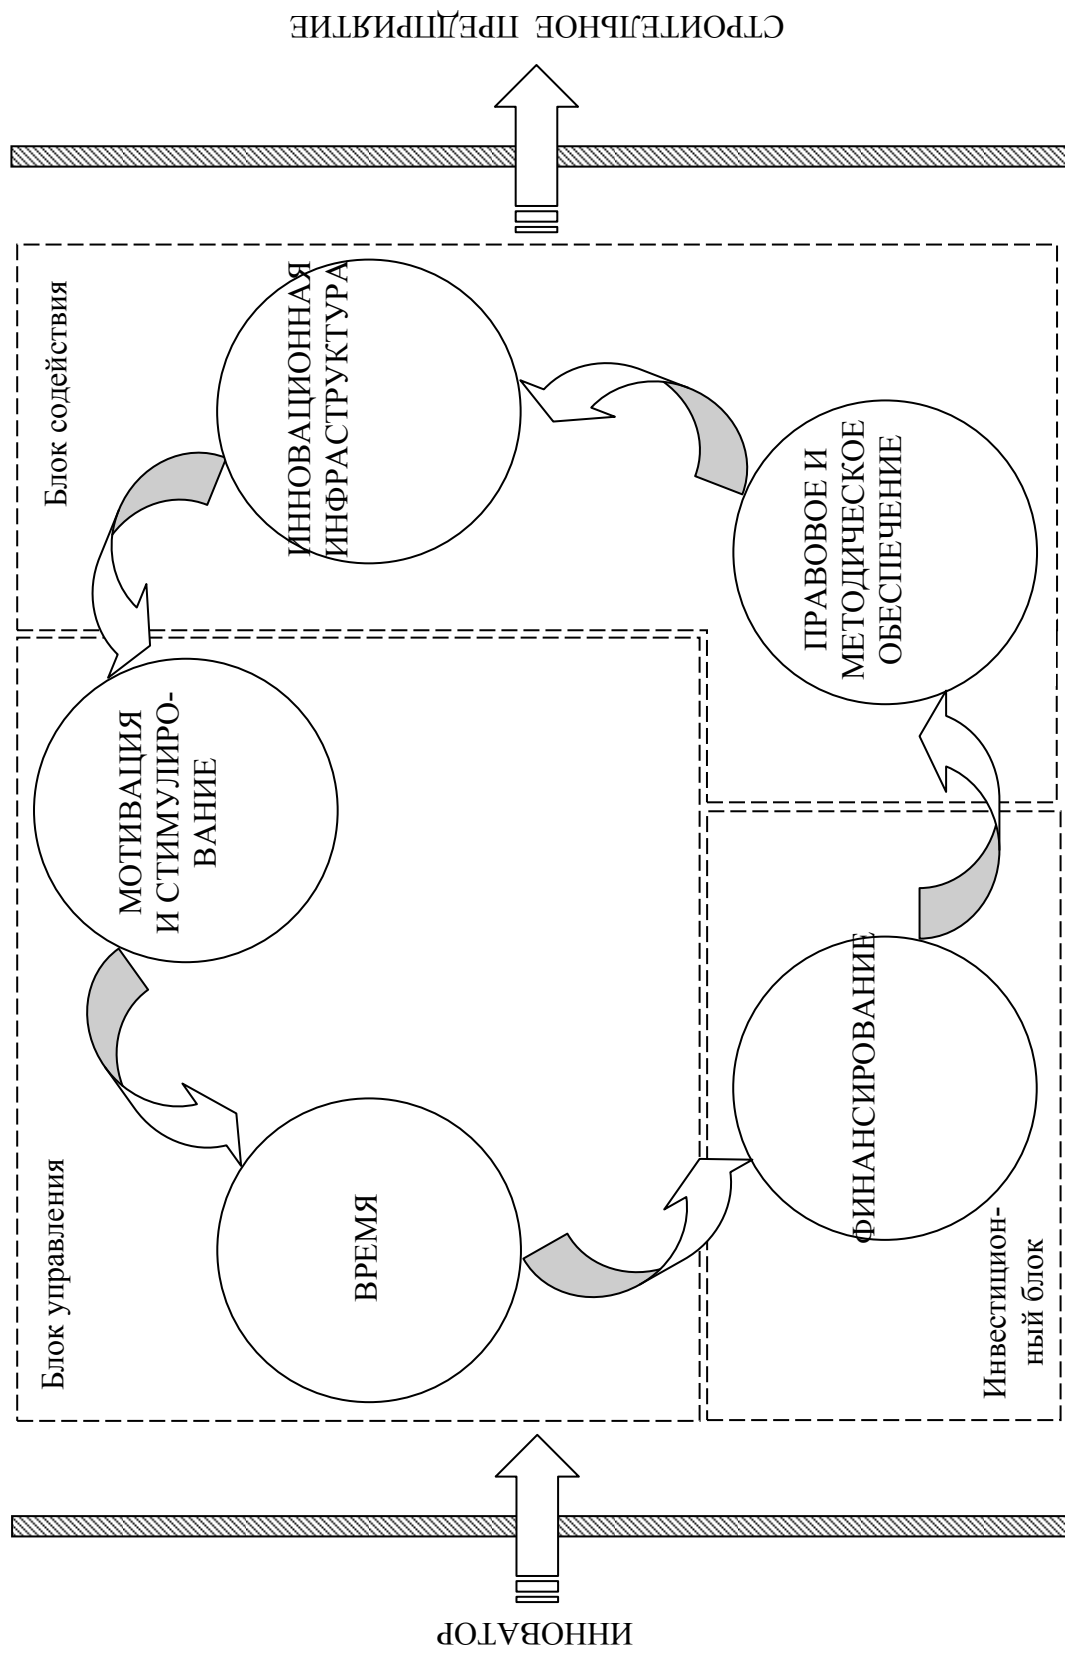 СТРОИТЕЛЬНОЕ ПРЕДПРИЯТИЕ
Блок содействия
ИННОВАЦИОННАЯ
ИНФРАСТРУКТУРА
ПРАВОВОЕ И
МЕТОДИЧЕСКОЕ
ОБЕСПЕЧЕНИЕ
МОТИВАЦИЯ
И СТИМУЛИРО-
ВАНИЕ
Блок управления
ВРЕМЯ
ФИНАНСИРОВАНИЕ
Инвестицион-
ный блок
ИННОВАТОР